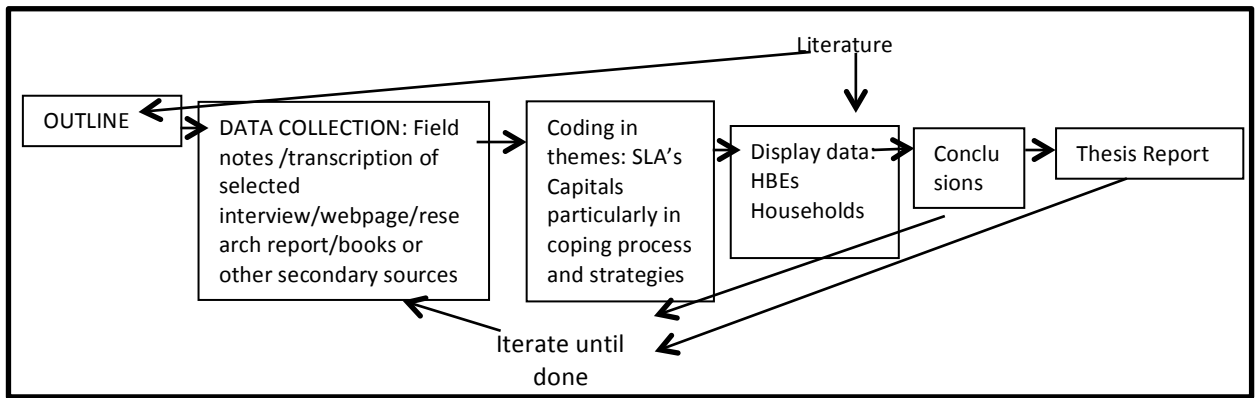 Literature
OUTLINE
DATA COLLECTION: Field
notes /transcription of
selected
interview/webpage/rese
arch report/books or
other secondary sources
Coding in
themes: SLA’s
Capitals
particularly in
coping process
and strategies
Display data:
HBEs
Households
Conclu
sions
Thesis Report
Iterate until
done